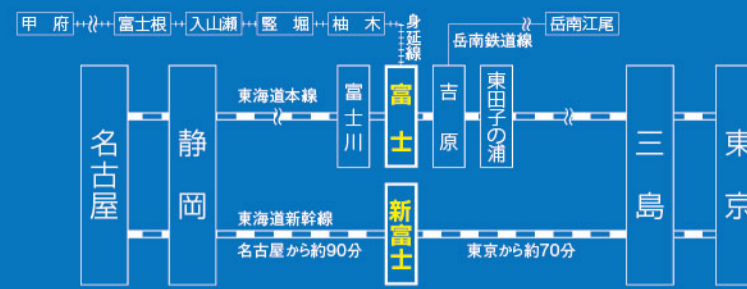 甲府
富士根
入山瀬
竪堀
柚木
身延線
岳南鉄道線
岳南江尾
名古屋
静岡
東海道本線
富士川
富士
吉原
東田子の浦
三島
東京
東海道新幹線
名古屋から約90分
新富士
東京から約70分